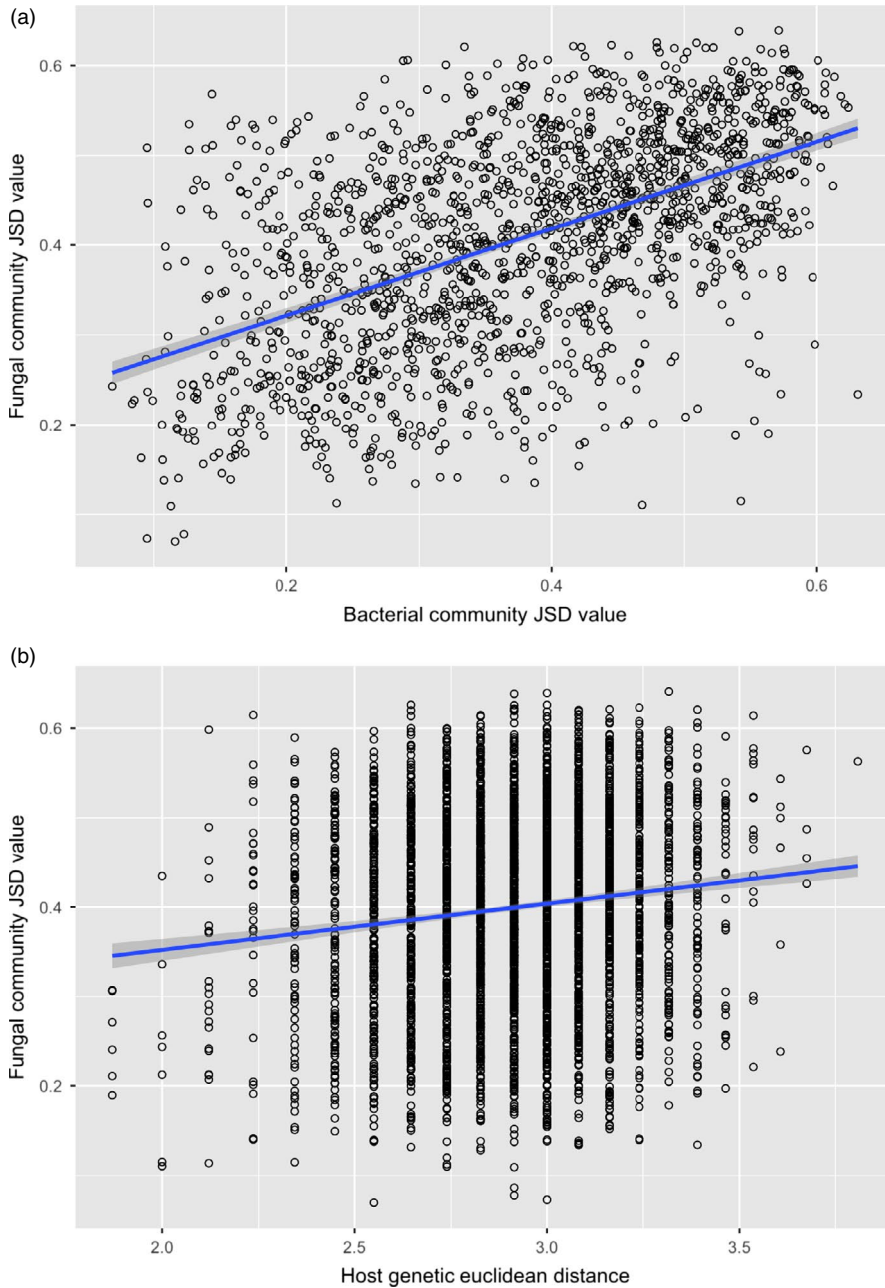 (a)
Fungal community JSD value
0.6
0.4
0.2
0.2 0.4 0.6
Bacterial community JSD value
(b)
Fungal community JSD value
0.6
0.4
0.2
2.0 2.5 3.0 3.5
Host genetic euclidean distance